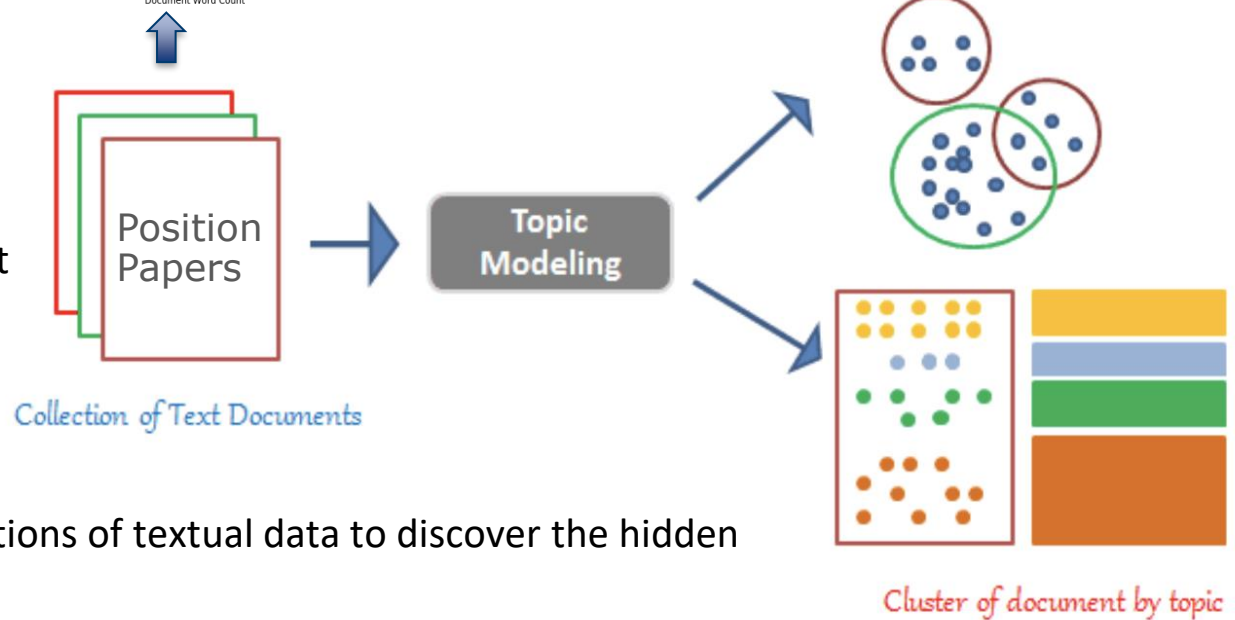 Document Word Count
Position
Papers
t
Topic
Modeling
Collection of Text Documents
tions of textual data to discover the hidden
Cluster of document by topic